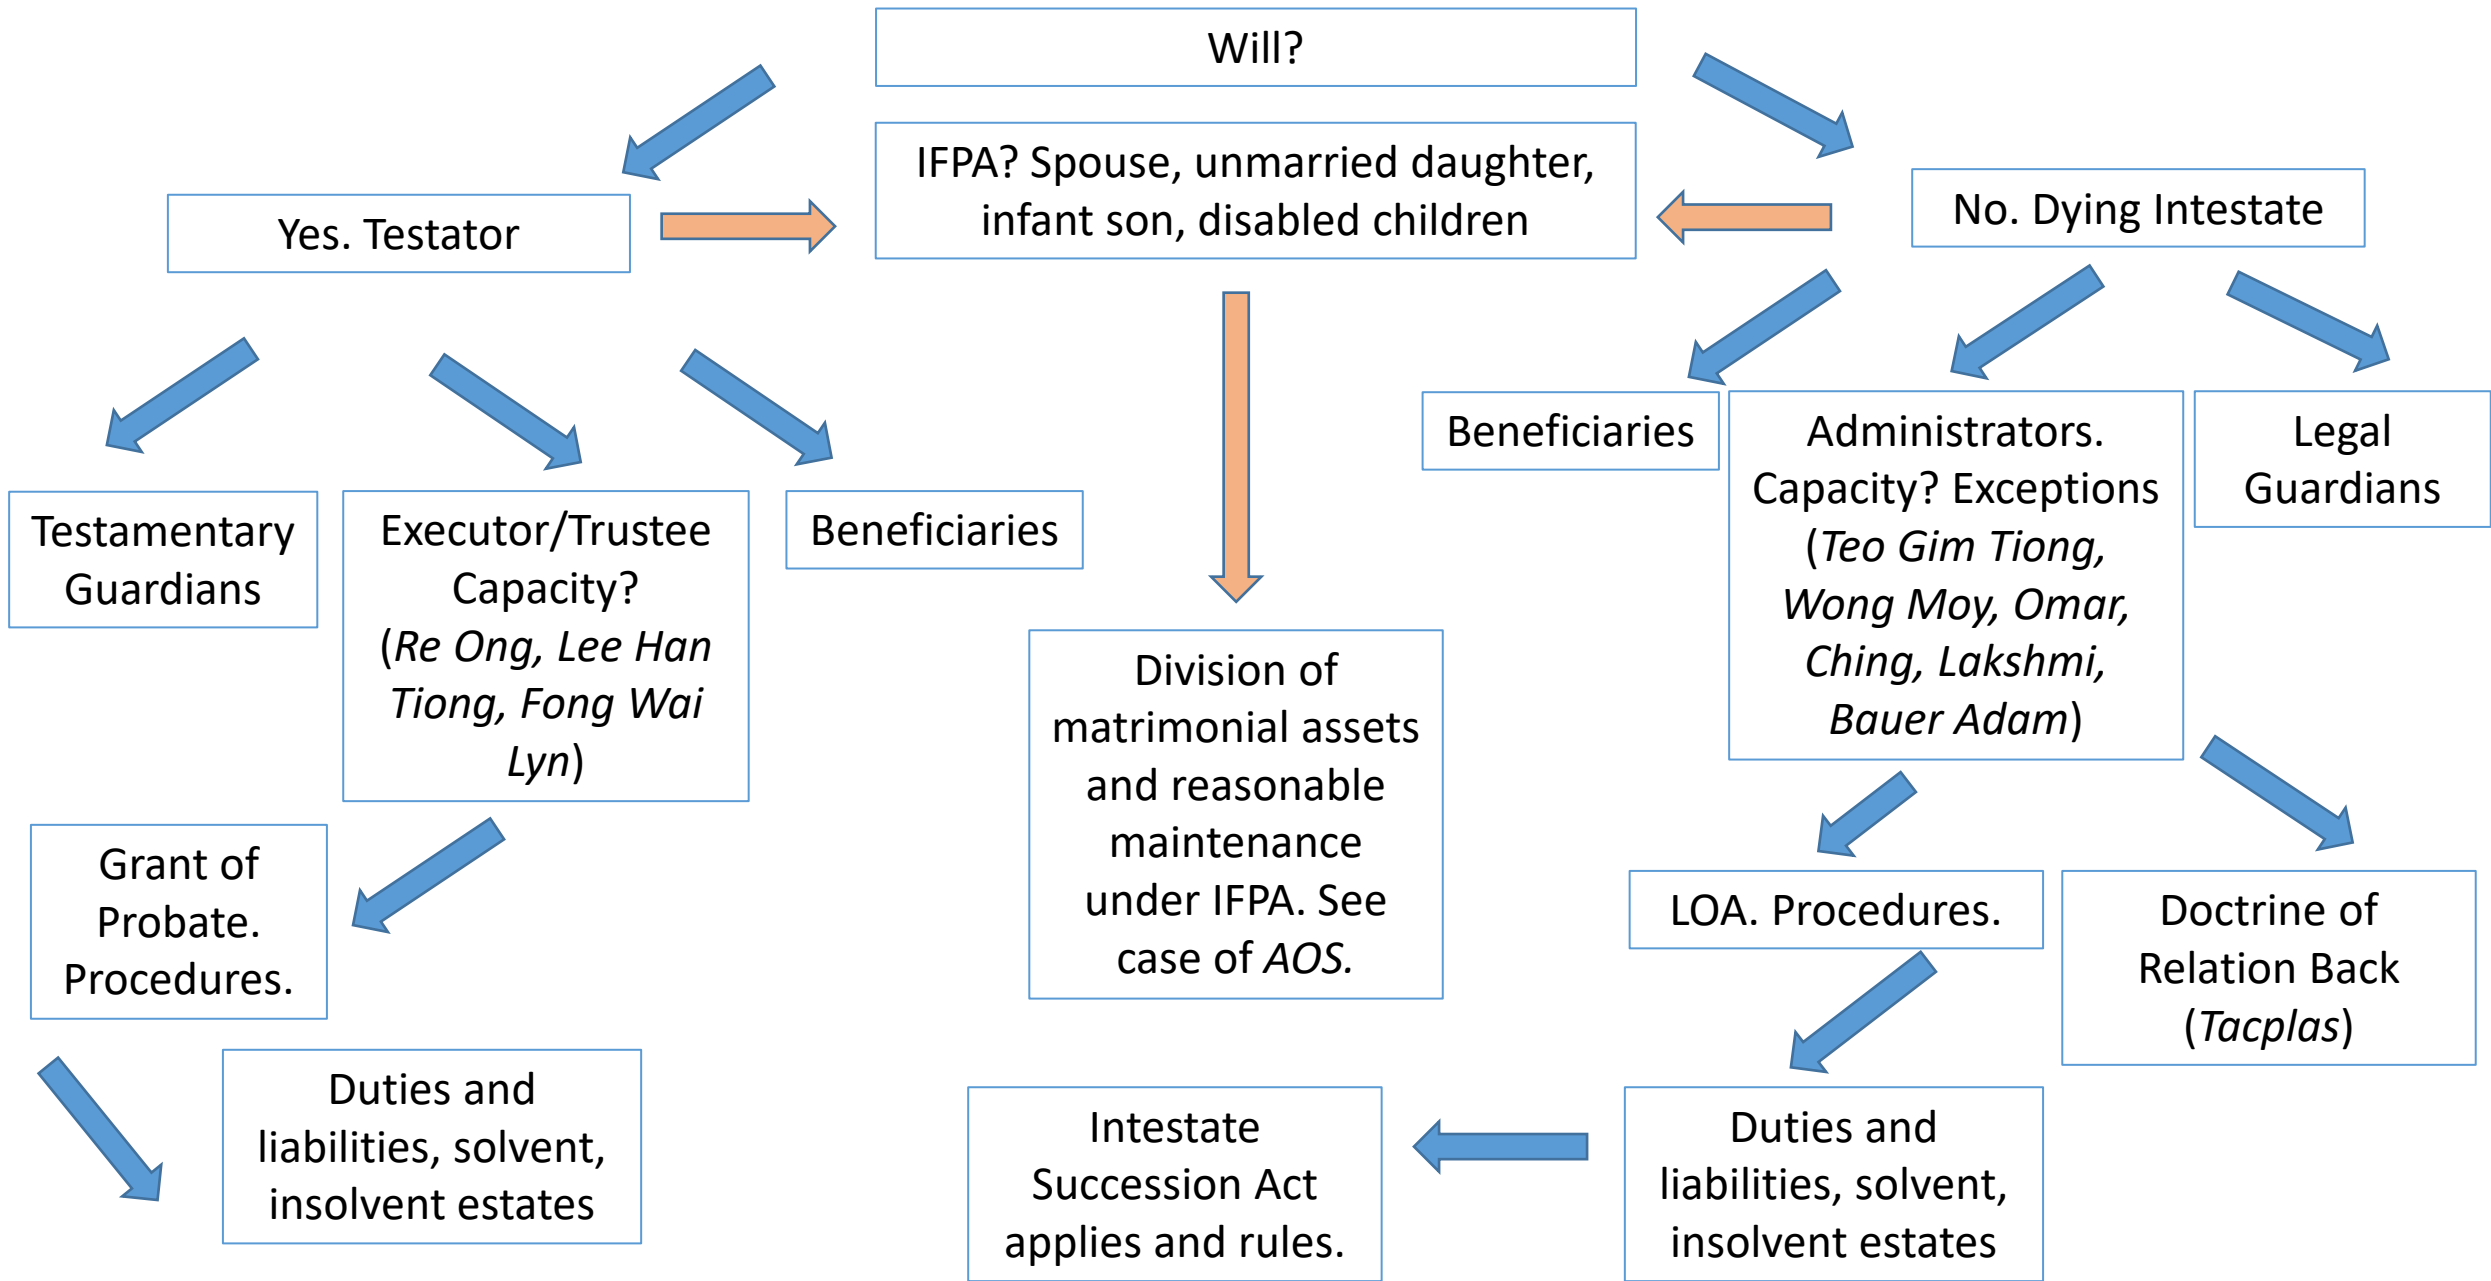 Will?
IFPA? Spouse, unmarried daughter,
infant son, disabled children
Yes. Testator
No. Dying Intestate
Testamentary
Guardians
Executor/Trustee
Capacity?
(Re Ong, Lee Han
Tiong, Fong Wai
Lyn)
Beneficiaries
Beneficiaries
Administrators.
Capacity? Exceptions
(Teo Gim Tiong,
Wong Moy, Omar,
Ching, Lakshmi,
Bauer Adam)
Legal
Guardians
Division of
matrimonial assets
and reasonable
maintenance
under IFPA. See
case of AOS.
Grant of
Probate.
Procedures.
LOA. Procedures.
Doctrine of
Relation Back
(Tacplas)
Duties and
liabilities, solvent,
insolvent estates
Intestate
Succession Act
applies and rules.
Duties and
liabilities, solvent,
insolvent estates